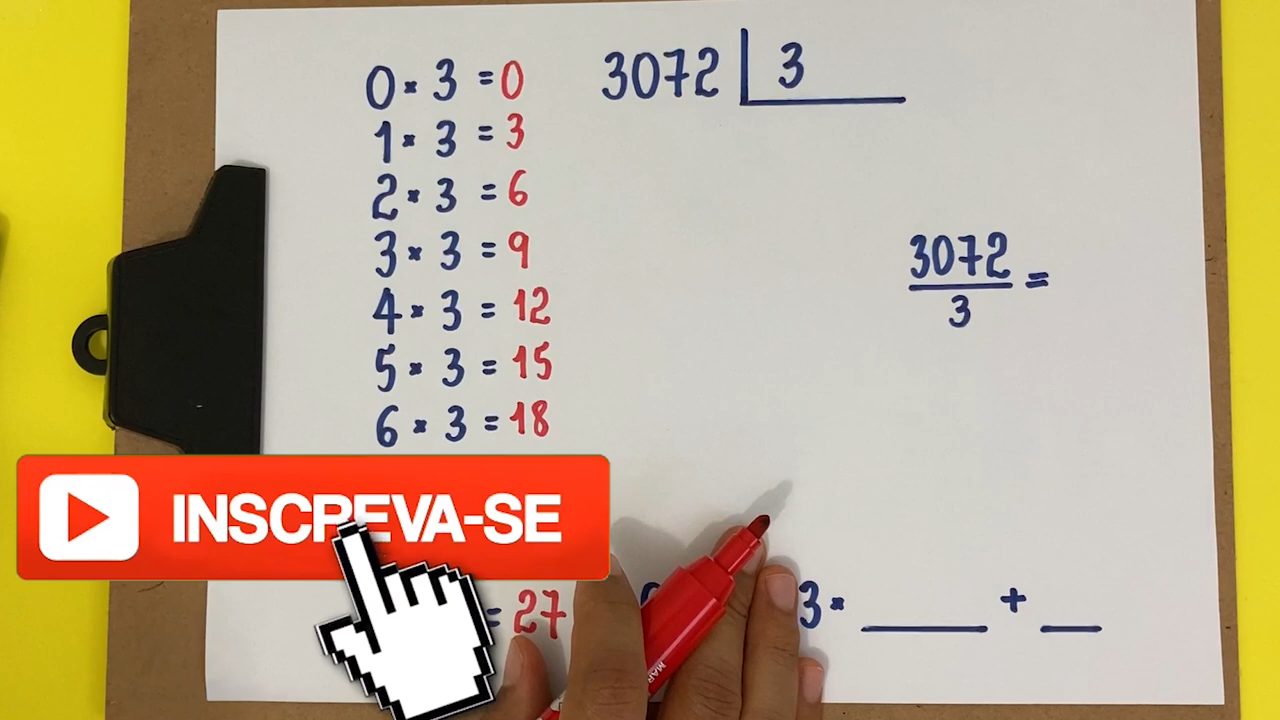 0 × 3 = 0
1 × 3 = 3
2 × 3 = 6
3 × 3 = 9
4 × 3 = 12
5 × 3 = 15
6 × 3 = 18
= 27
INSCREVA-SE
3072 3
3072
3
=
3 × ____ + __
MAR